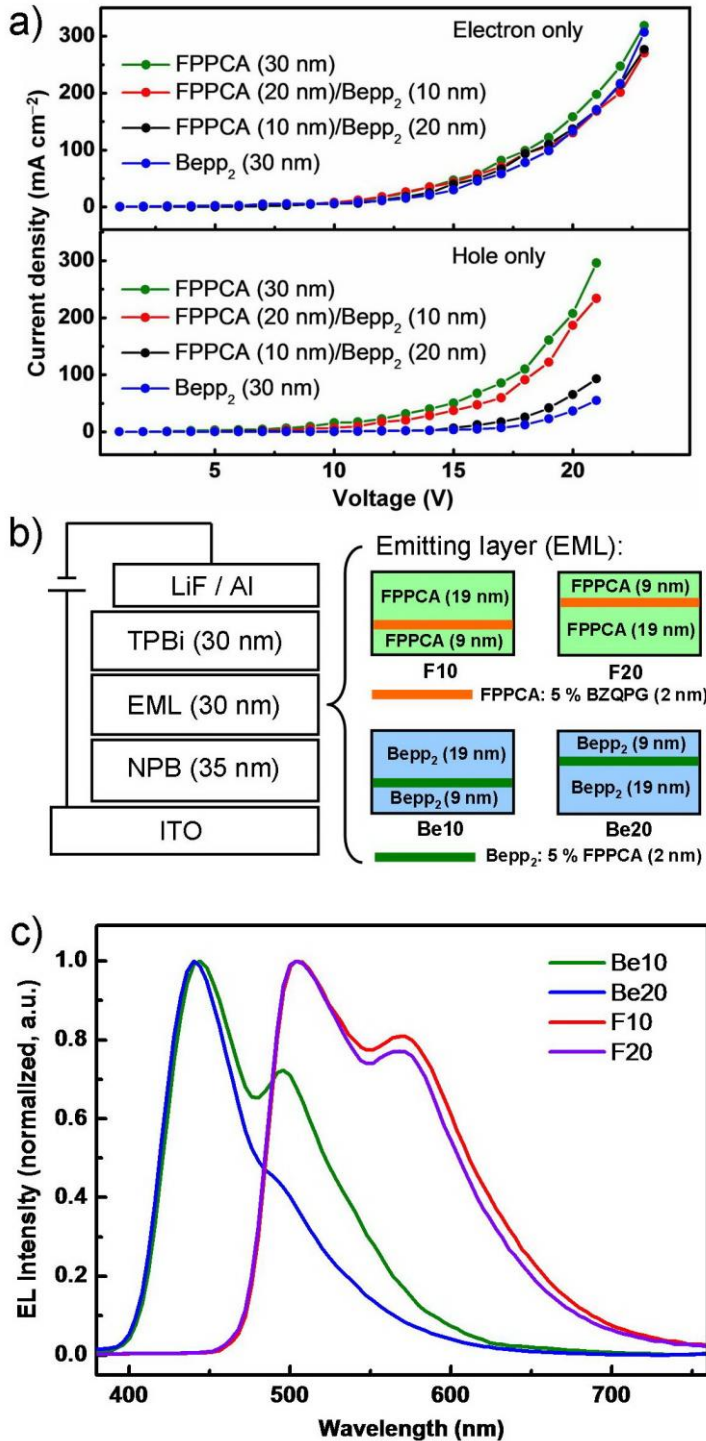 a)
Electron only
300
200
100
0
FPPCA (30 nm)
FPPCA (20 nm)/Bepp₂ (10 nm)
FPPCA (10 nm)/Bepp₂ (20 nm)
Bepp₂ (30 nm)
Current density (mA cm⁻²)
Hole only
300
200
100
0
FPPCA (30 nm)
FPPCA (20 nm)/Bepp₂ (10 nm)
FPPCA (10 nm)/Bepp₂ (20 nm)
Bepp₂ (30 nm)
5 10 15 20
Voltage (V)
b)
LiF / Al
TPBi (30 nm)
EML (30 nm)
NPB (35 nm)
ITO
Emitting layer (EML):
FPPCA (19 nm)
FPPCA (9 nm)
F10
FPPCA (9 nm)
FPPCA (19 nm)
F20
FPPCA: 5 % BZQPG (2 nm)
Bepp₂ (19 nm)
Bepp₂ (9 nm)
Be10
Bepp₂ (9 nm)
Bepp₂ (19 nm)
Be20
Bepp₂: 5 % FPPCA (2 nm)
c)
EL Intensity (normalized, a.u.)
1.0
0.8
0.6
0.4
0.2
0.0
Be10
Be20
F10
F20
400 500 600 700
Wavelength (nm)